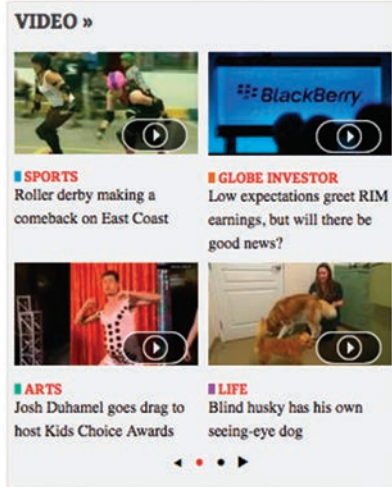 VIDEO »
BlackBerry
SPORTS
Roller derby making a
comeback on East Coast
GLOBE INVESTOR
Low expectations greet RIM
earnings, but will there be
good news?
ARTS
Josh Duhamel goes drag to
host Kids Choice Awards
LIFE
Blind husky has his own
seeing-eye dog